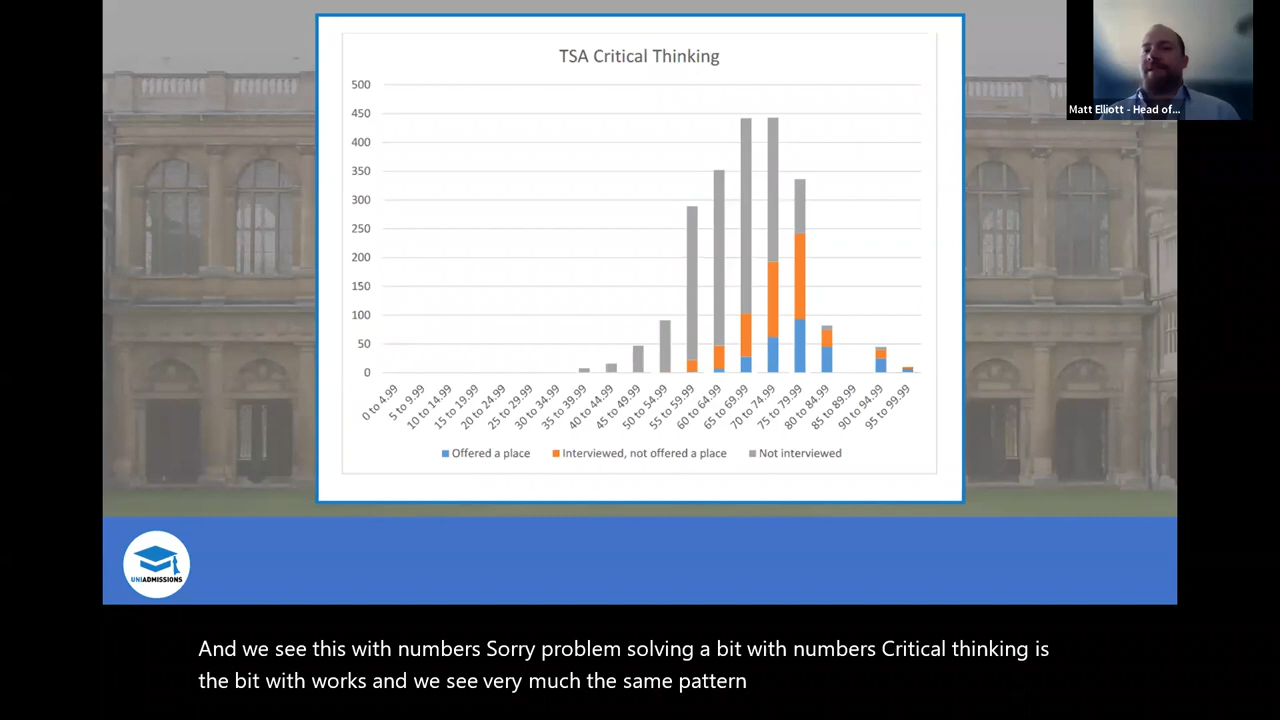 TSA Critical Thinking
500
450
400
350
300
250
200
150
100
50
0
0 to 4.99
5 to 9.99
10 to 14.99
15 to 19.99
20 to 24.99
25 to 29.99
30 to 34.99
35 to 39.99
40 to 44.99
45 to 49.99
50 to 54.99
55 to 59.99
60 to 64.99
65 to 69.99
70 to 74.99
75 to 79.99
80 to 84.99
85 to 89.99
90 to 94.99
95 to 99.99
Offered a place
Interviewed, not offered a place
Not interviewed
Matt Elliott - Head of...
UNIADMISSIONS
And we see this with numbers Sorry problem solving a bit with numbers Critical thinking is
the bit with works and we see very much the same pattern